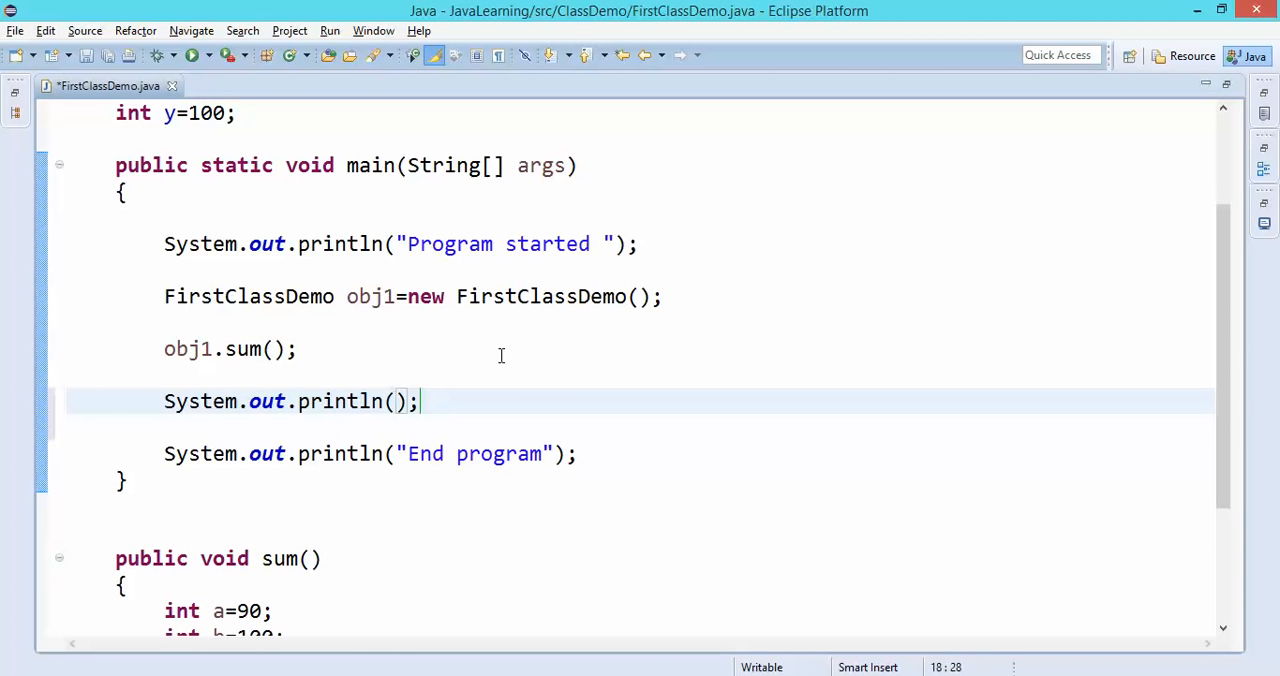 Java - JavaLearning/src/ClassDemo/FirstClassDemo.java - Eclipse Platform
File Edit Source Refactor Navigate Search Project Run Window Help
Quick Access Resource Java
*FirstClassDemo.java
int y=100;
public static void main(String[] args)
{
System.out.println("Program started ");
FirstClassDemo obj1=new FirstClassDemo();
obj1.sum();
System.out.println();
System.out.println("End program");
}
public void sum()
{
int a=90;
int b=100;
Writable Smart Insert 18:28